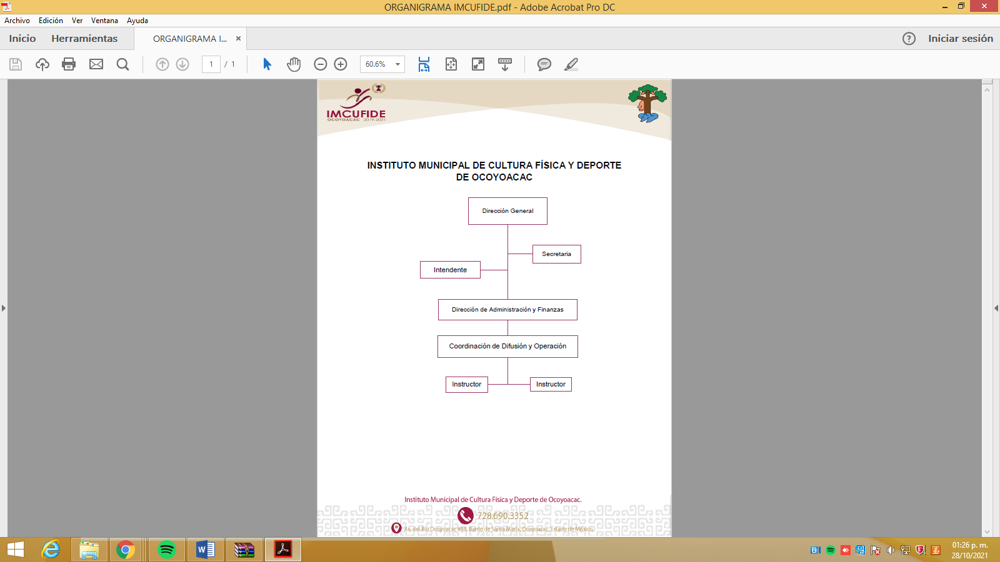 ORGANIGRAMA IMCUFIDE.pdf - Adobe Acrobat Pro DC
Archivo Edición Ver Ventana Ayuda
Inicio Herramientas ORGANIGRAMA I... × ? Iniciar sesión
1 / 1 60.6%
IMCUFIDE
OCOYOACAC 2019-2021
INSTITUTO MUNICIPAL DE CULTURA FÍSICA Y DEPORTE
DE OCOYOACAC
Dirección General
Secretaria
Intendente
Dirección de Administración y Finanzas
Coordinación de Difusión y Operación
Instructor Instructor
Instituto Municipal de Cultura Física y Deporte de Ocoyoacac.
728.690.3352
Av. del Río Ocoyoacac #98, Barrio de Santa María, Ocoyoacac, Estado de México.
01:26 p. m.
28/10/2021